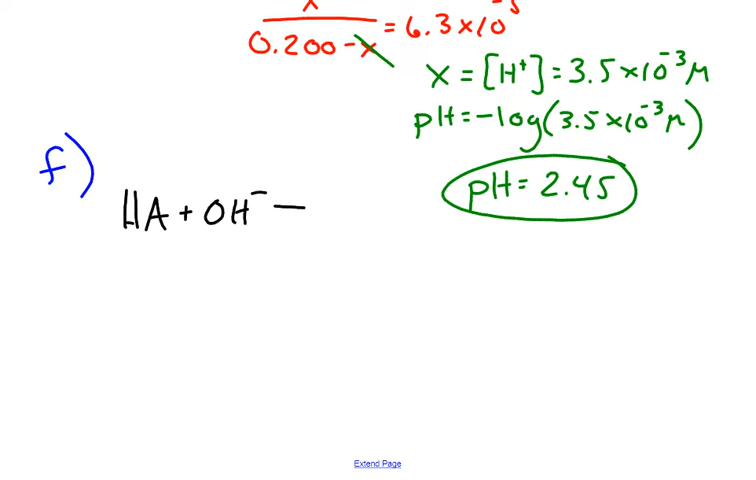 x
0.200 - x = 6.3 x 10⁻⁵
x = [H⁺] = 3.5 x 10⁻³ M
pH = -log(3.5 x 10⁻³ M)
pH = 2.45
f)
HA + OH⁻ —
Extend Page